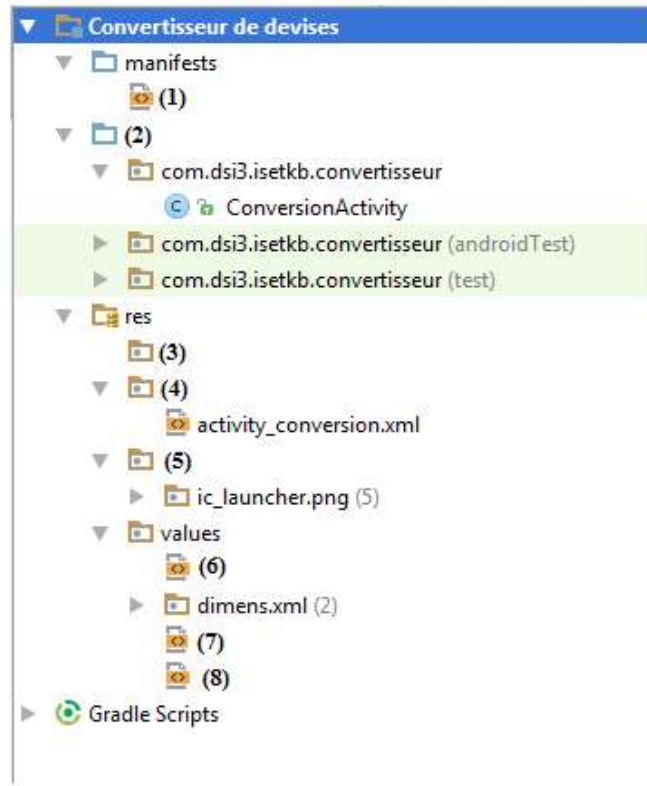 Convertisseur de devises
manifests
(1)
(2)
com.dsi3.isetkb.convertisseur
C ConversionActivity
com.dsi3.isetkb.convertisseur (androidTest)
com.dsi3.isetkb.convertisseur (test)
res
(3)
(4)
activity_conversion.xml
(5)
ic_launcher.png (5)
values
(6)
dimens.xml (2)
(7)
(8)
Gradle Scripts